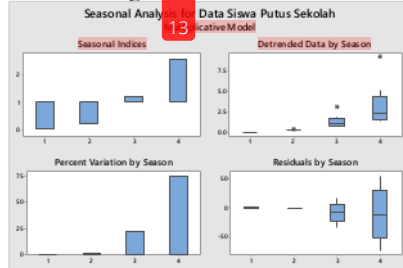 Seasonal Analysis for Data Siswa Putus Sekolah
13
icative Model
Seasonal Indices
Detrended Data by Season
2
1
0
1 2 3 4
7.5
5.0
2.5
0.0
1 2 3 4
Percent Variation by Season
Residuals by Season
75
50
25
0
1 2 3 4
50
0
-50
1 2 3 4